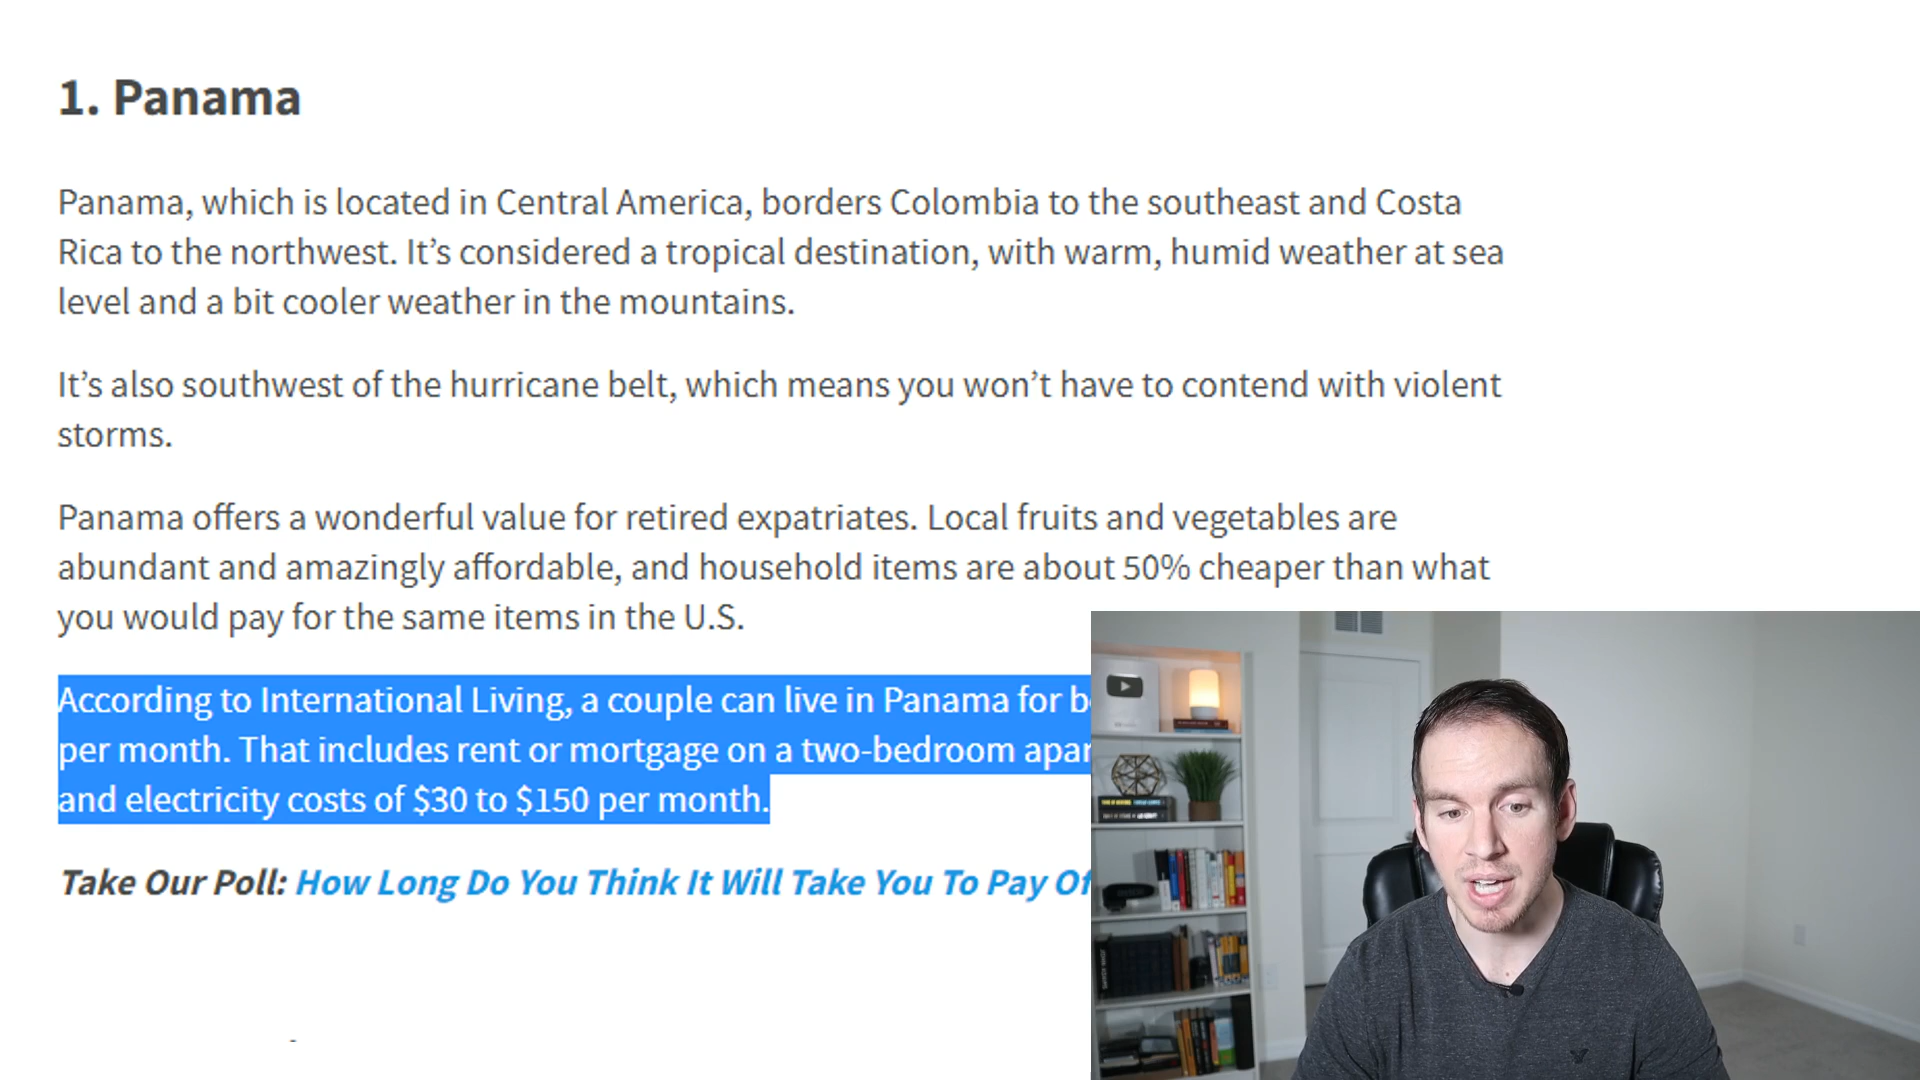 1. Panama
Panama, which is located in Central America, borders Colombia to the southeast and Costa
Rica to the northwest. It’s considered a tropical destination, with warm, humid weather at sea
level and a bit cooler weather in the mountains.
It’s also southwest of the hurricane belt, which means you won’t have to contend with violent
storms.
Panama offers a wonderful value for retired expatriates. Local fruits and vegetables are
abundant and amazingly affordable, and household items are about 50% cheaper than what
you would pay for the same items in the U.S.
According to International Living, a couple can live in Panama for b
per month. That includes rent or mortgage on a two-bedroom apar
and electricity costs of $30 to $150 per month.
Take Our Poll: How Long Do You Think It Will Take You To Pay Of